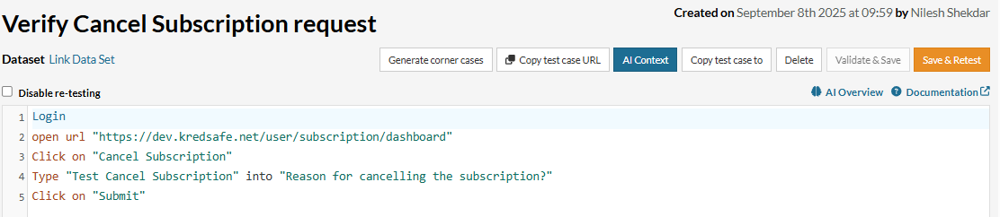 Verify Cancel Subscription request
Created on September 8th 2025 at 09:59 by Nilesh Shekdar
Dataset Link Data Set
Generate corner cases
Copy test case URL
AI Context
Copy test case to
Delete
Validate & Save
Save & Retest
Disable re-testing
AI Overview
Documentation
1 Login
2 open url "https://dev.kredsafe.net/user/subscription/dashboard"
3 Click on "Cancel Subscription"
4 Type "Test Cancel Subscription" into "Reason for cancelling the subscription?"
5 Click on "Submit"